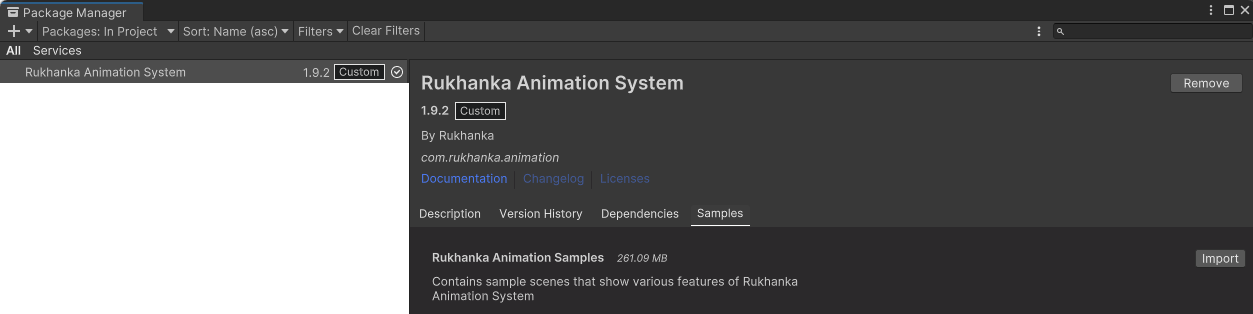 Package Manager
Packages: In Project Sort: Name (asc) Filters Clear Filters
All Services
Rukhanka Animation System 1.9.2 Custom
Rukhanka Animation System Remove
1.9.2 Custom
By Rukhanka
com.rukhanka.animation
Documentation Changelog Licenses
Description Version History Dependencies Samples
Rukhanka Animation Samples 261.09 MB Import
Contains sample scenes that show various features of Rukhanka
Animation System